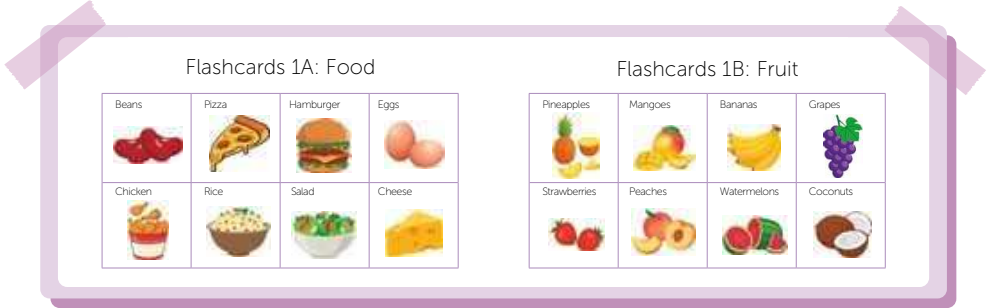 Flashcards 1A: Food
Beans Pizza Hamburger Eggs
Chicken Rice Salad Cheese
Flashcards 1B: Fruit
Pineapples Mangoes Bananas Grapes
Strawberries Peaches Watermelons Coconuts